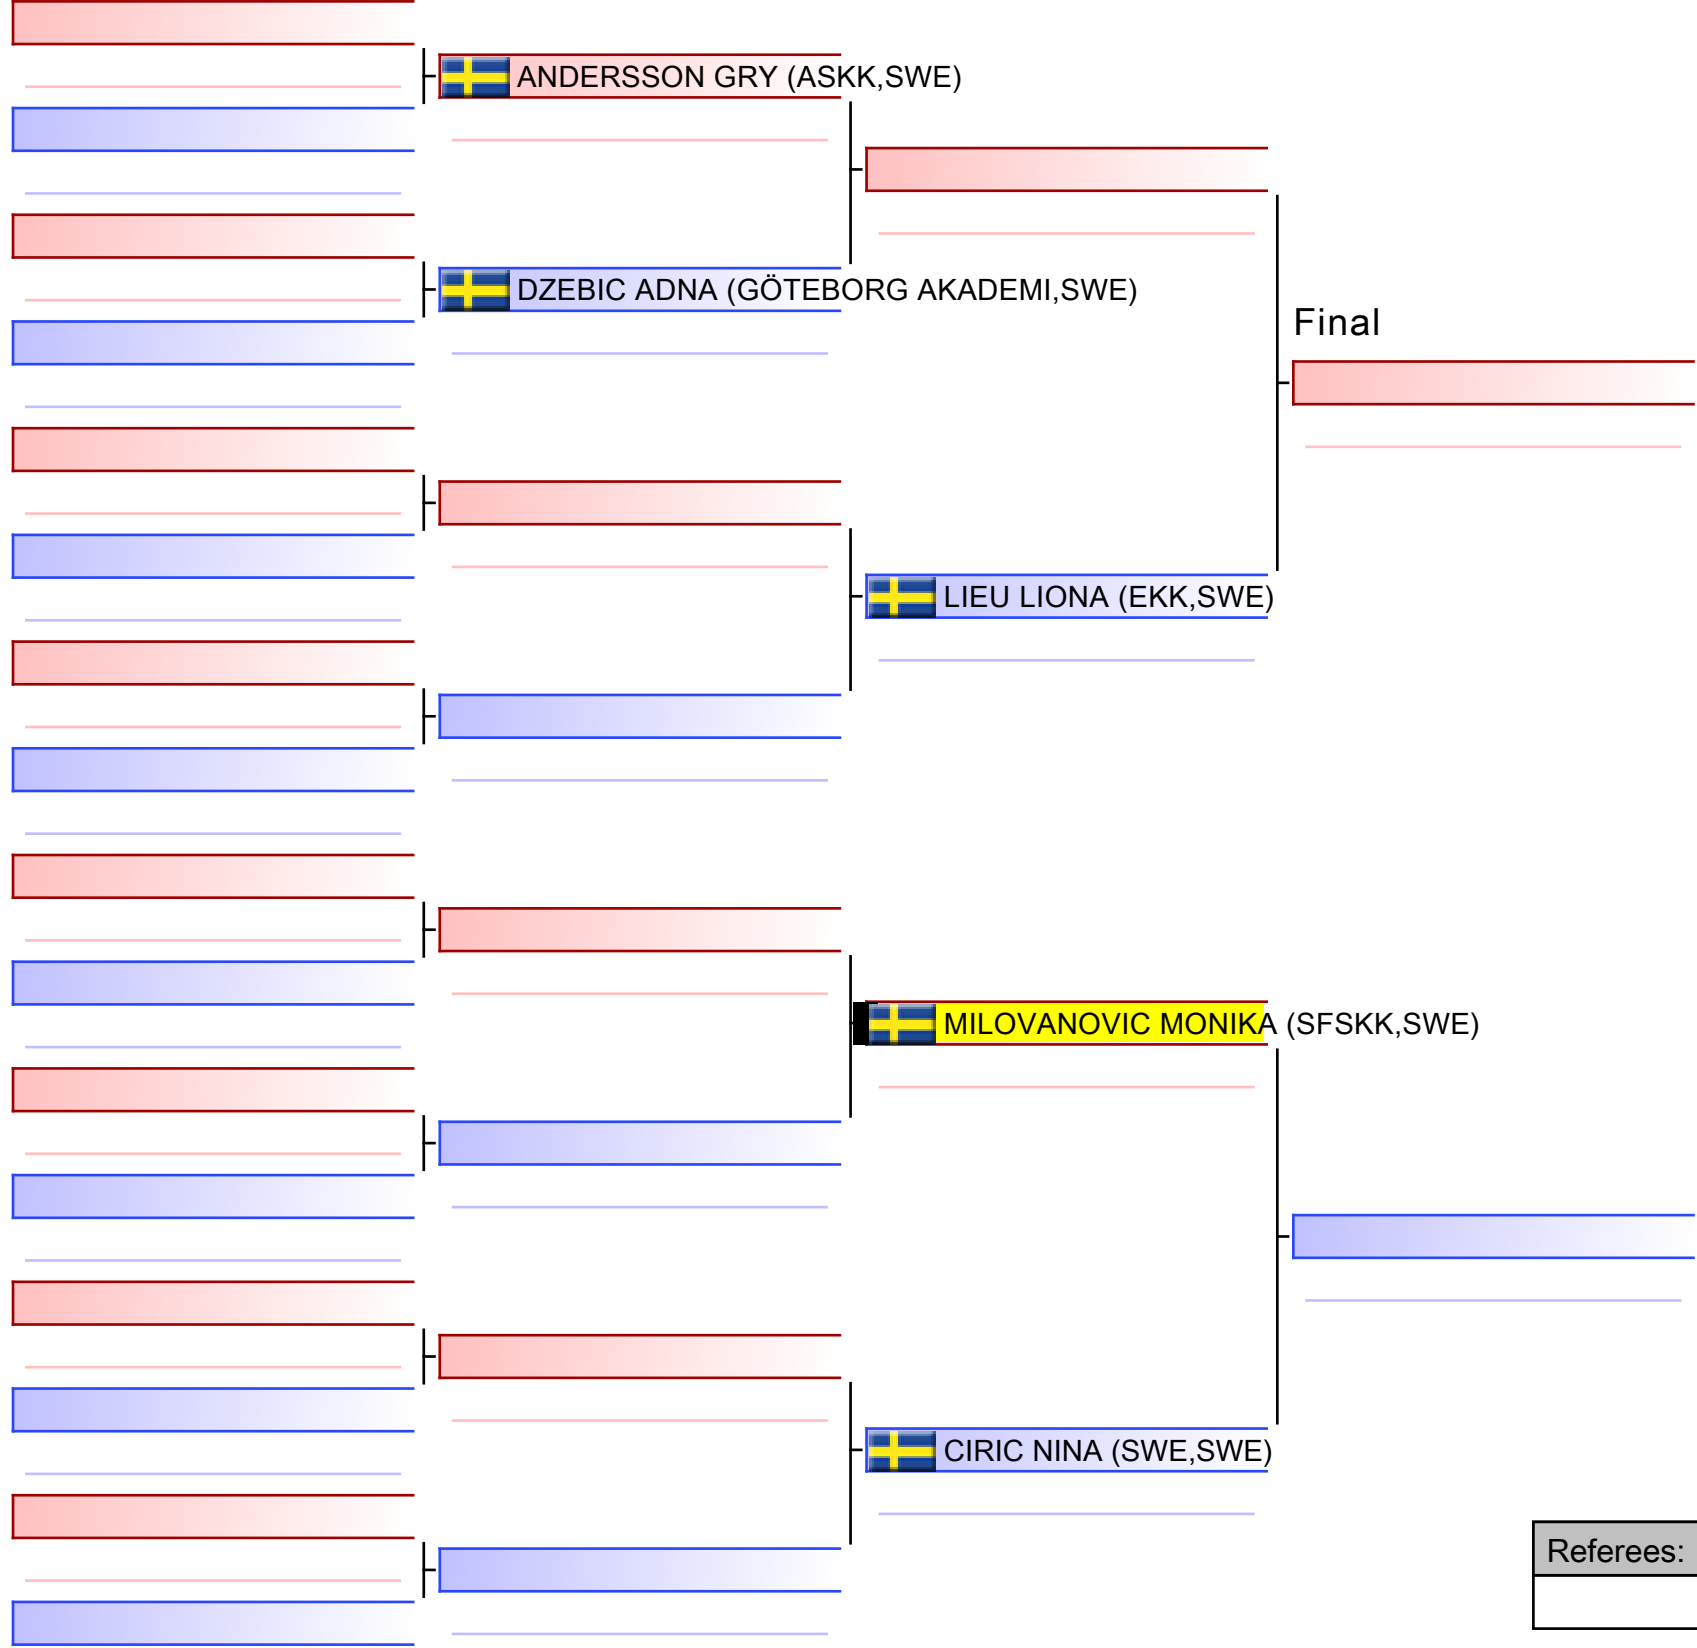 ANDERSSON GRY (ASKK,SWE)
DZEBIC ADNA (GÖTEBORG AKADEMI,SWE)
Final
LIEU LIONA (EKK,SWE)
MILOVANOVIC MONIKA (SFSKK,SWE)
CIRIC NINA (SWE,SWE)
Referees: